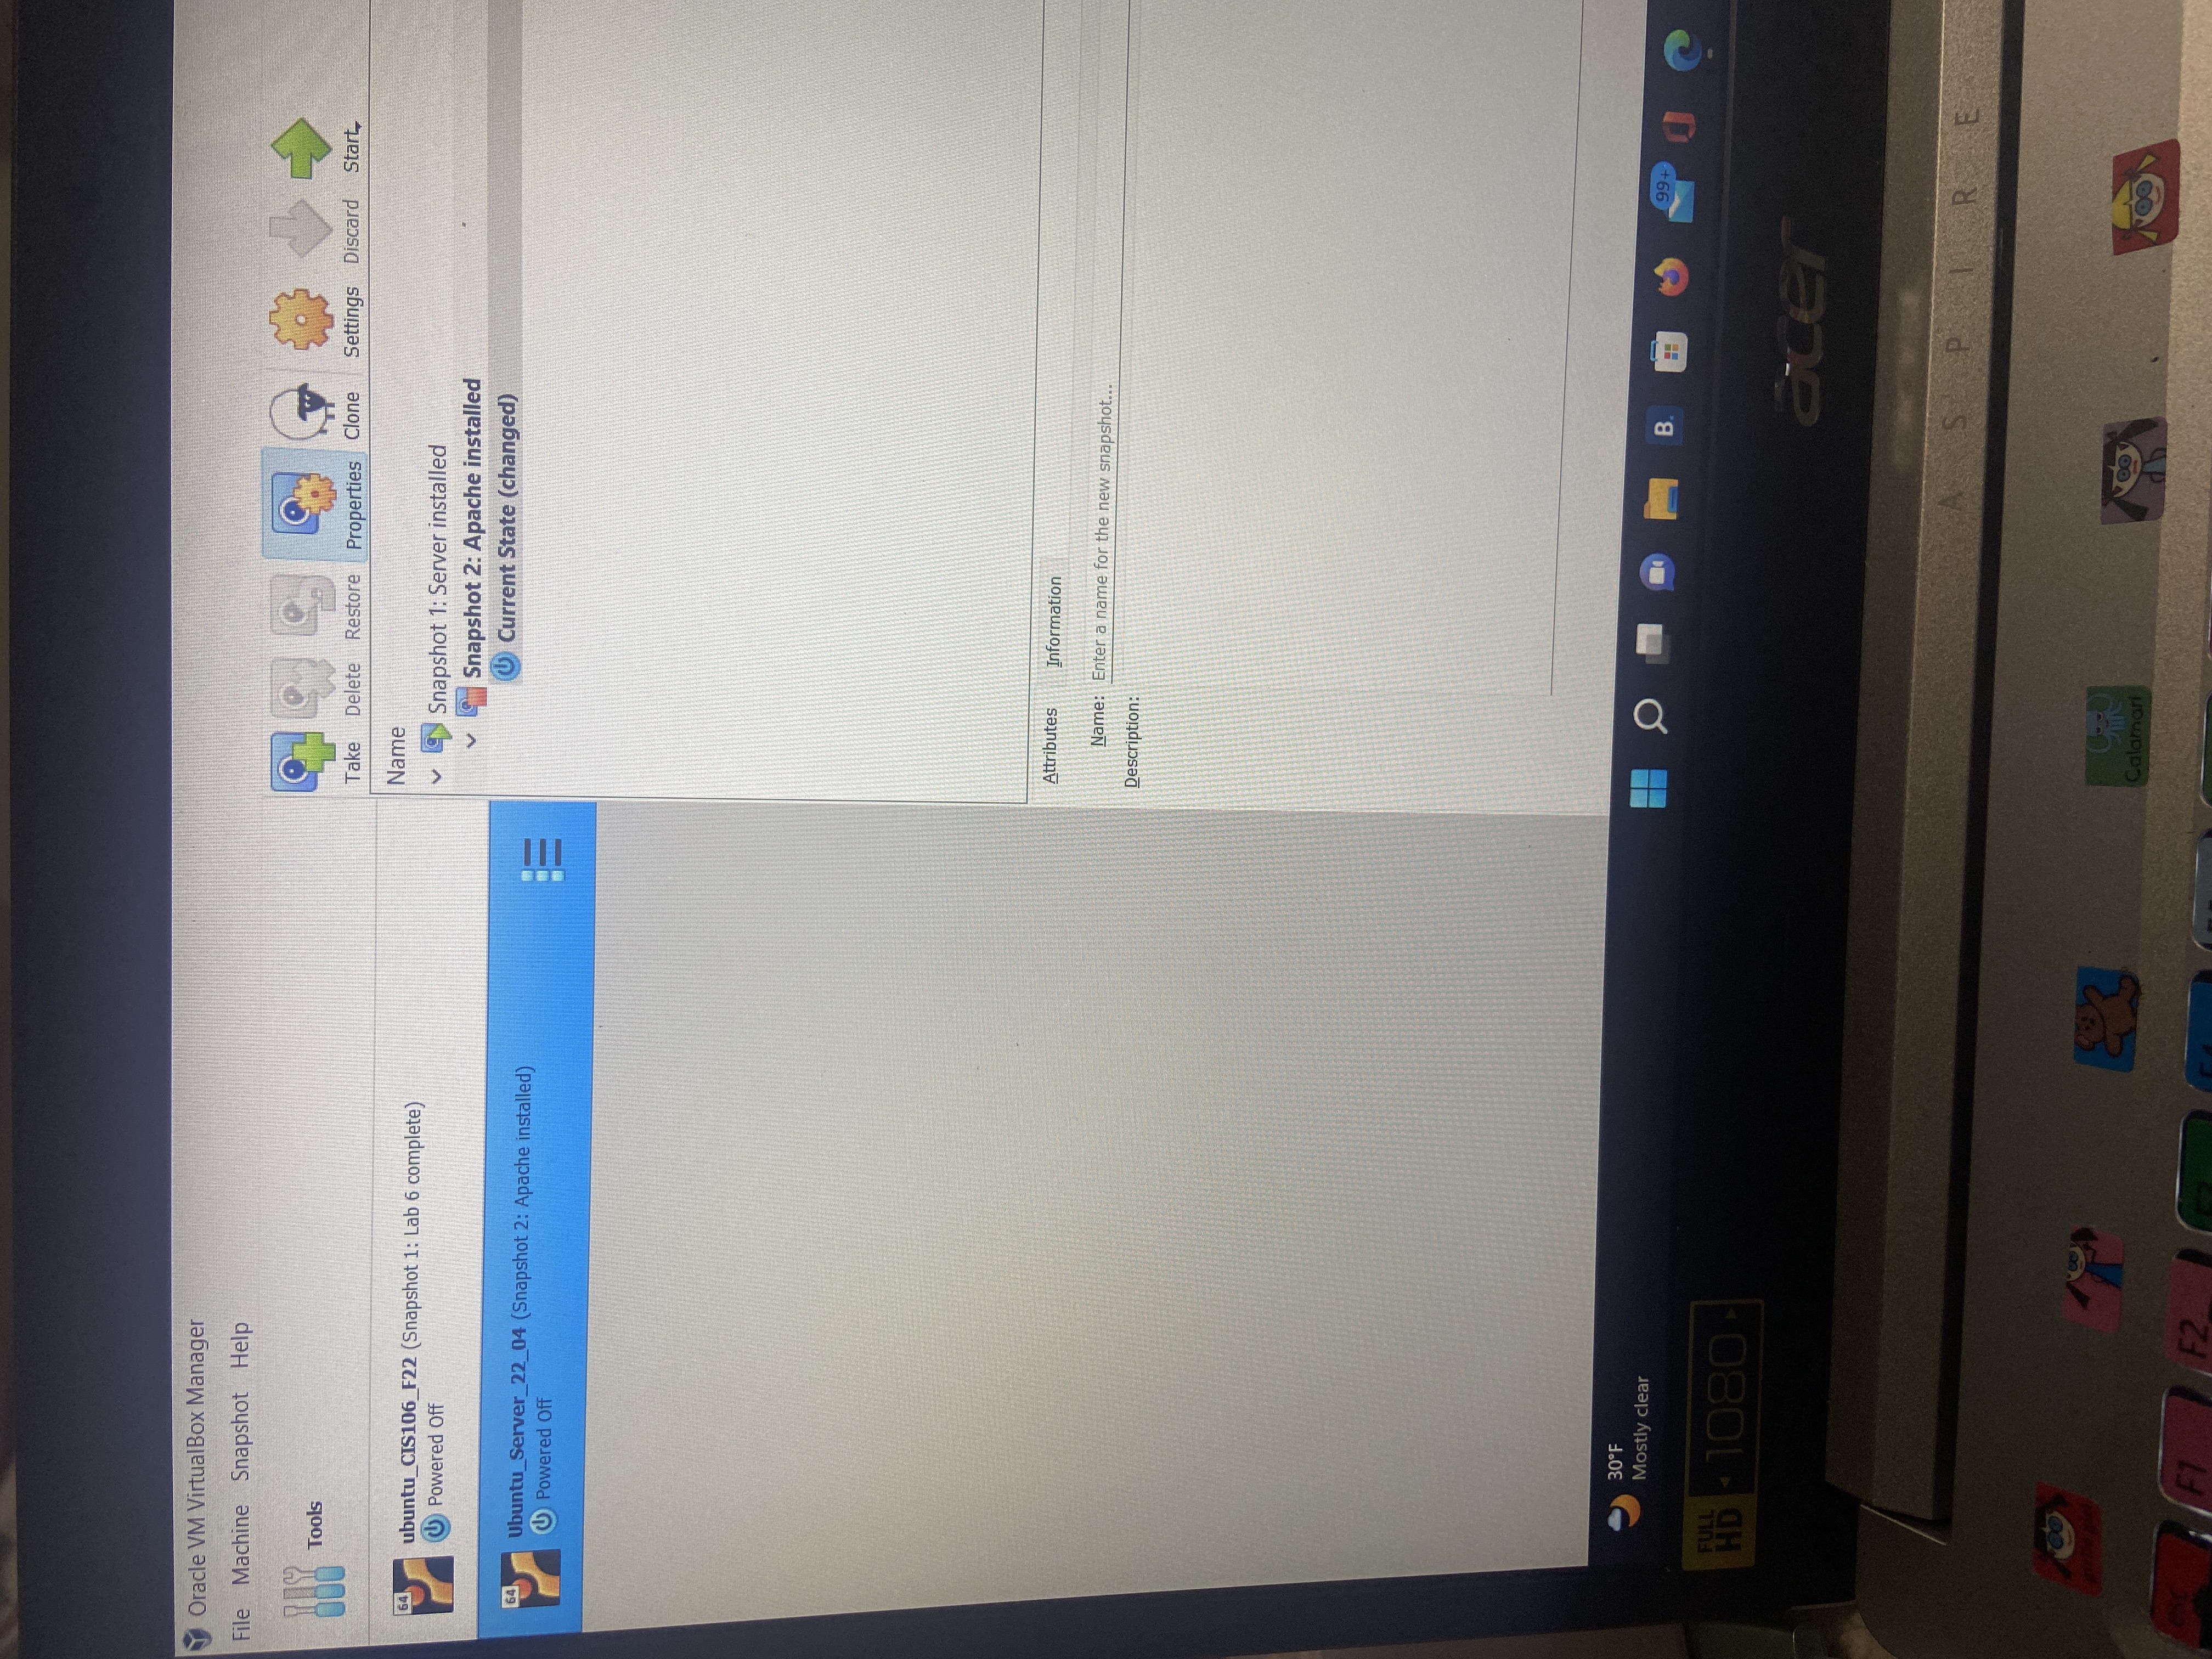 Oracle VM VirtualBox Manager
File Machine Snapshot Help
Tools
Take Delete Restore Properties Clone Settings Discard Start
64
ubuntu_CIS106_F22 (Snapshot 1: Lab 6 complete)
Powered Off
64
Ubuntu_Server_22_04 (Snapshot 2: Apache installed)
Powered Off
Name
Snapshot 1: Server installed
Snapshot 2: Apache installed
Current State (changed)
Attributes Information
Name: Enter a name for the new snapshot...
Description:
30°F
Mostly clear
B.
99+
FULL
HD
1080
acer
ASPIRE
Calamari
esc F1 F2